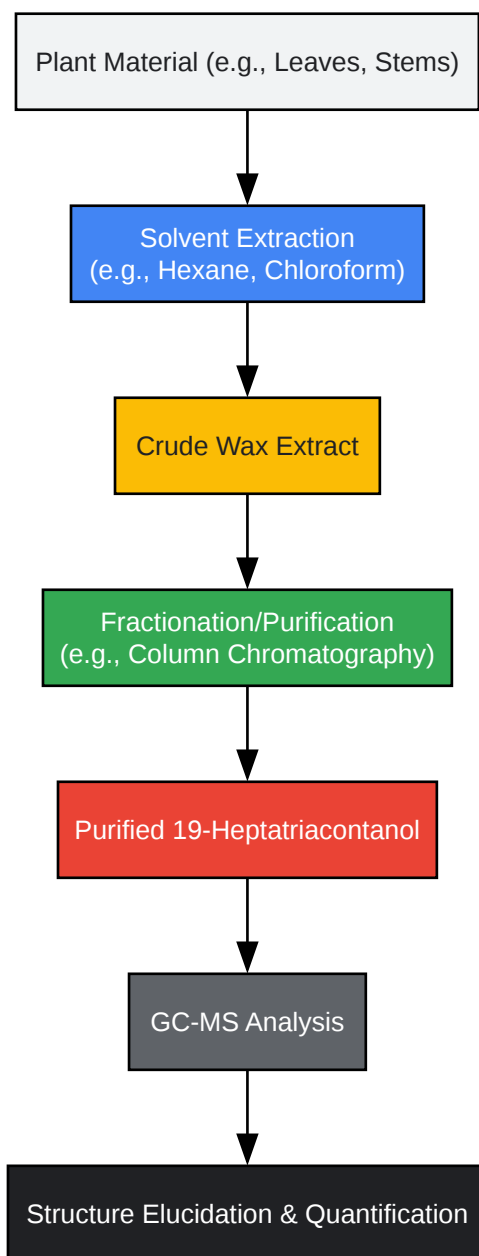 Plant Material (e.g., Leaves, Stems)
Solvent Extraction
(e.g., Hexane, Chloroform)
Crude Wax Extract
Fractionation/Purification
(e.g., Column Chromatography)
Purified 19-Heptatriacontanol
GC-MS Analysis
Structure Elucidation & Quantification